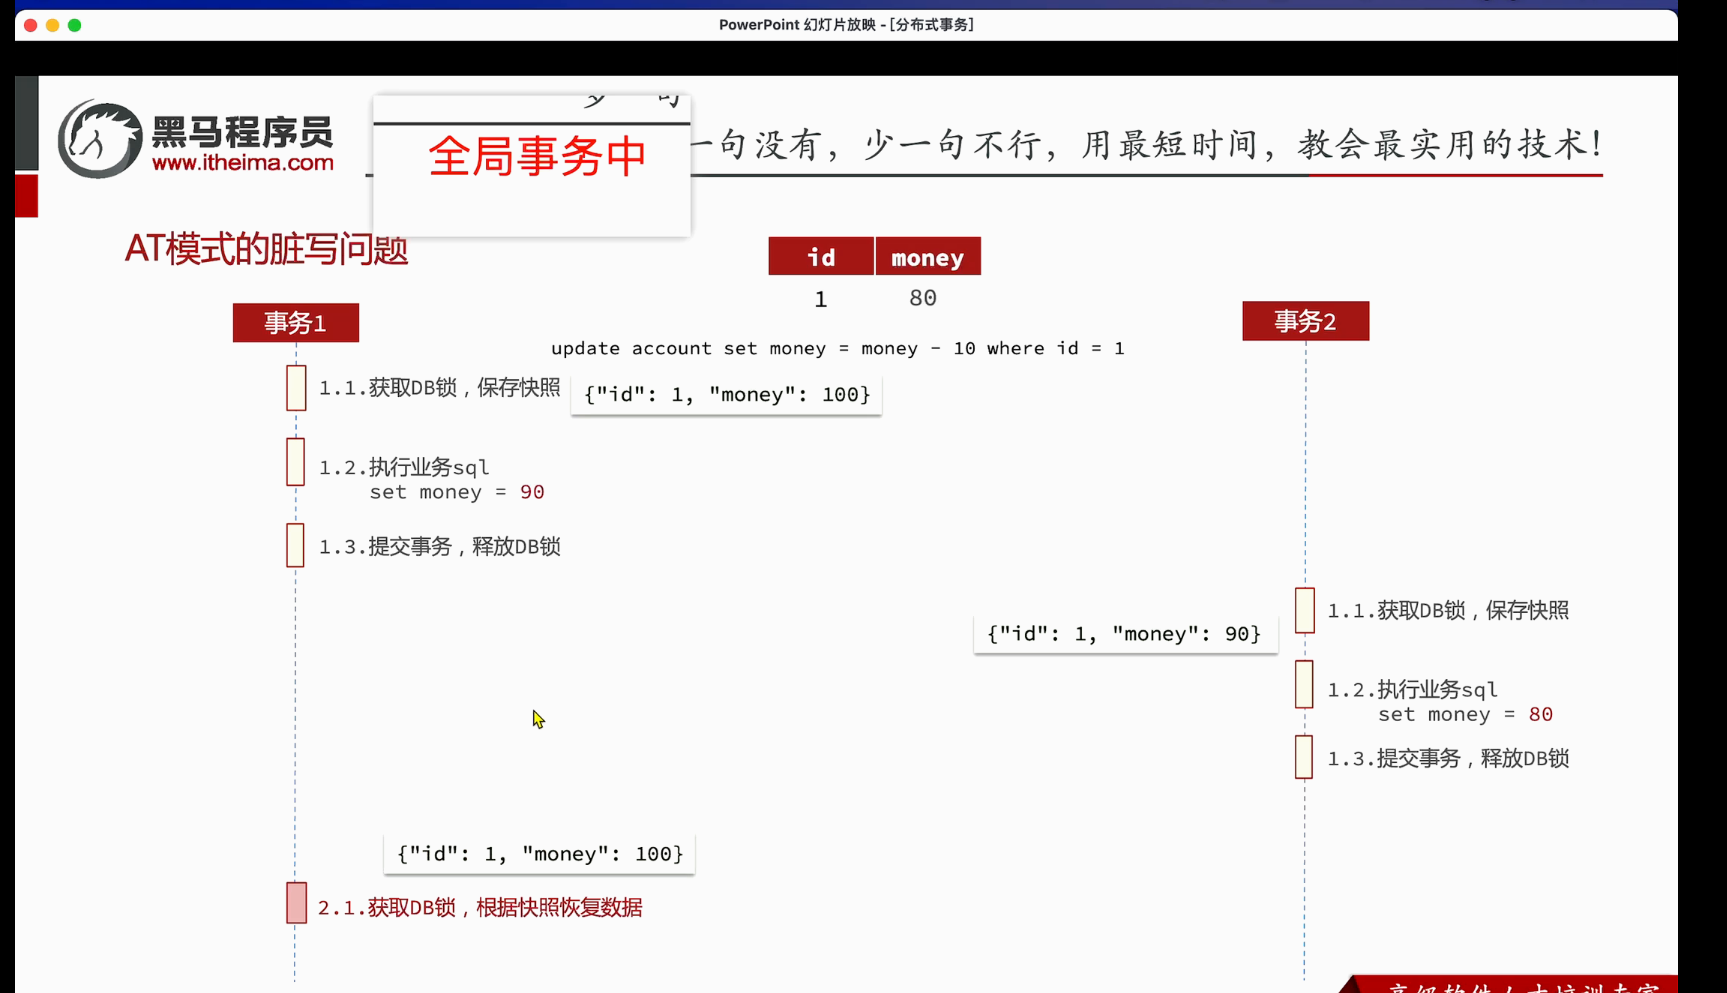 PowerPoint 幻灯片放映 - [分布式事务]
黑马程序员
www.itheima.com
全局事务中
一句没有，少一句不行，用最短时间，教会最实用的技术！
AT模式的脏写问题
id money
1 80
事务1
事务2
update account set money = money - 10 where id = 1
1.1.获取DB锁，保存快照
{"id": 1, "money": 100}
1.2.执行业务sql
set money = 90
1.3.提交事务，释放DB锁
1.1.获取DB锁，保存快照
{"id": 1, "money": 90}
1.2.执行业务sql
set money = 80
1.3.提交事务，释放DB锁
{"id": 1, "money": 100}
2.1.获取DB锁，根据快照恢复数据